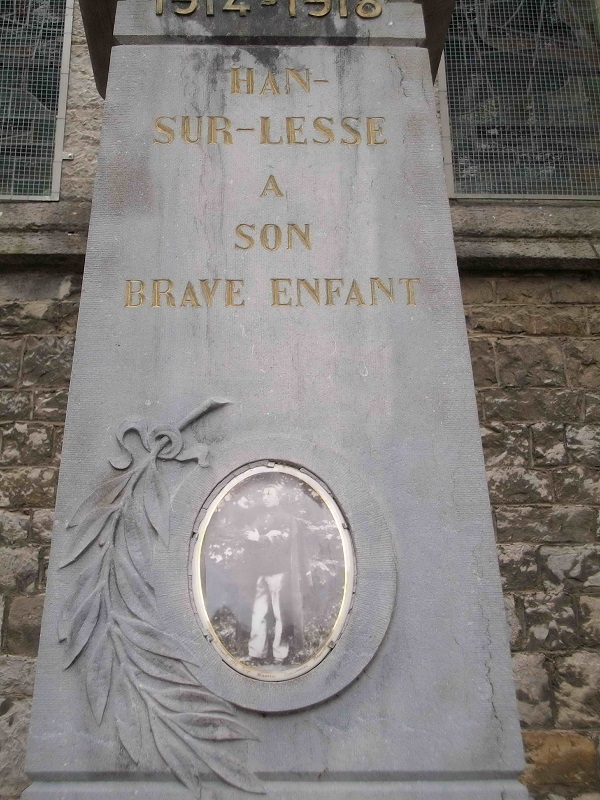 1914-1918
HAN-
SUR-LESSE
A
SON
BRAVE ENFANT